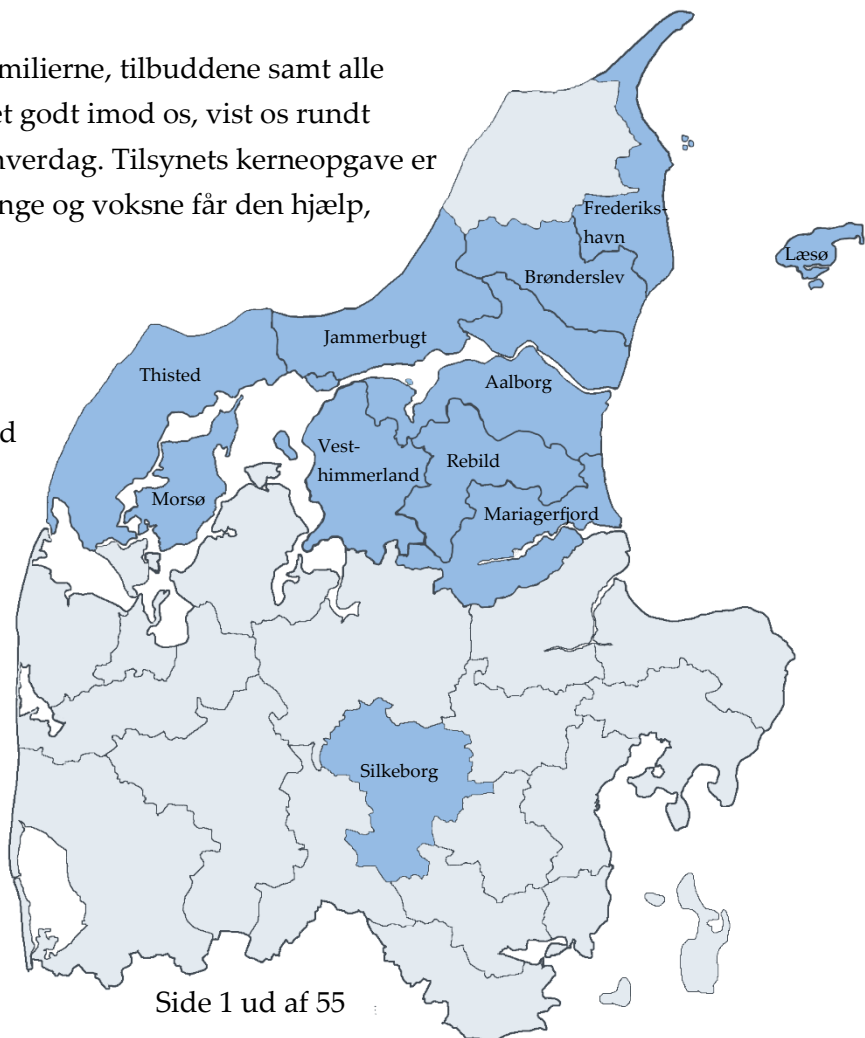 milierne, tilbuddene samt alle
et godt imod os, vist os rundt
hverdag. Tilsynets kerneopgave er
nge og voksne får den hjælp,
Frederiks-
havn
Læsø
Brønderslev
Jammerbugt
Thisted
Aalborg
d
Vest-
himmerland
Rebild
Morsø
Mariagerfjord
Silkeborg
Side 1 ud af 55